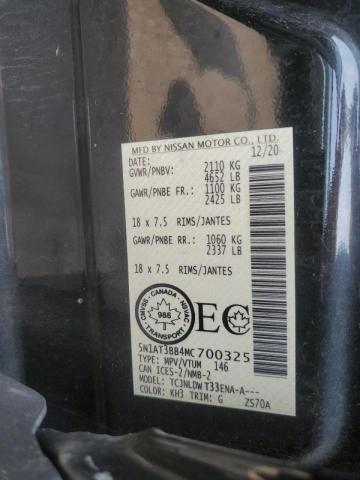 MFD BY NISSAN MOTOR CO., LTD.
DATE: 12/20
GVWR/PNBV: 2110 KG
4652 LB
GAWR/PNBE FR.: 1100 KG
2425 LB
18 x 7.5 RIMS/JANTES
GAWR/PNBE RR.: 1060 KG
2337 LB
18 x 7.5 RIMS/JANTES
CANADA
CMVSS NSVAC
986
TRANSPORT
EC
5N1AT3BB4MC700325
TYPE: MPV/VTUM 146
CAN ICES-2/NMB-2
MODEL: TCJNLDWT33ENA-A---
COLOR: KH3 TRIM: G ZS70A